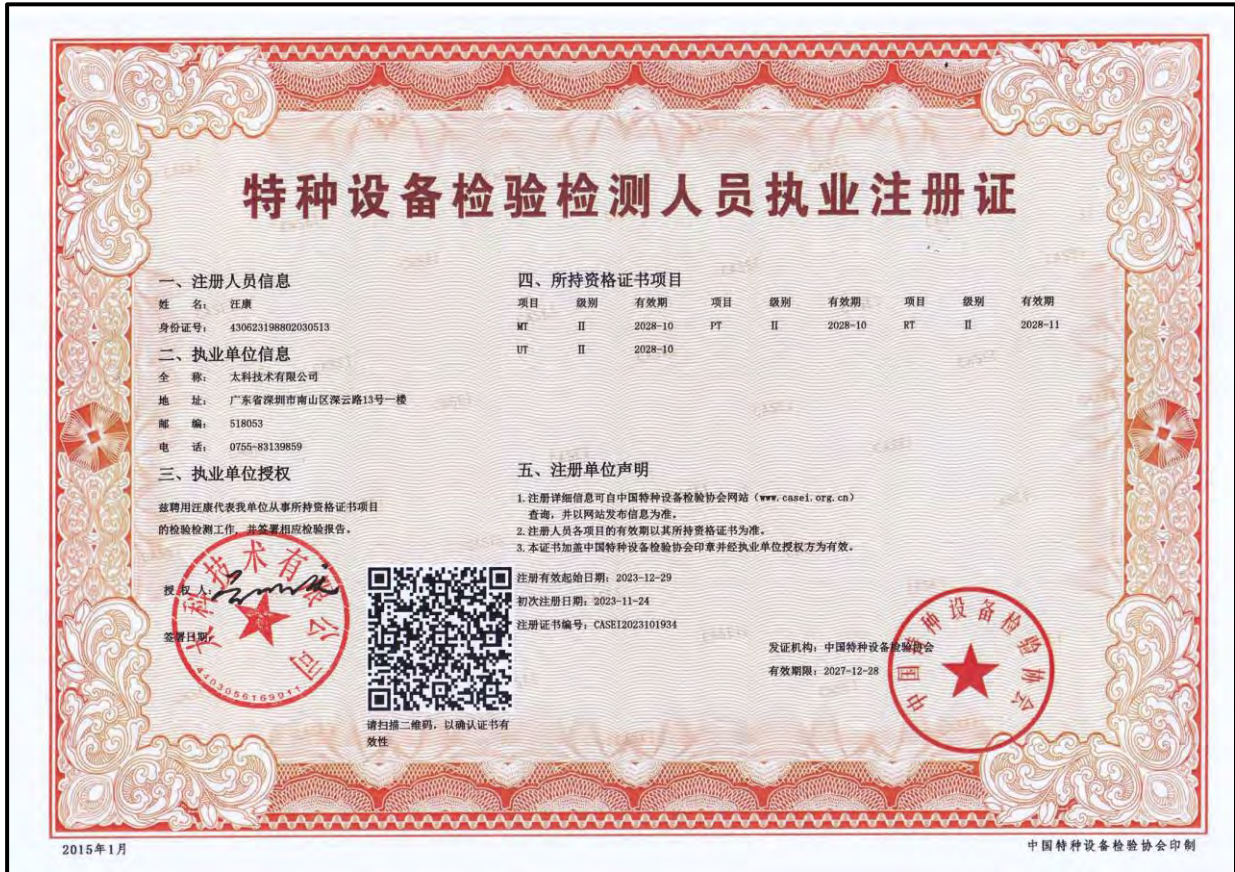 特种设备检验检测人员执业注册证
一、注册人员信息
姓 名： 汪康
身份证号： 430623198802030513
二、执业单位信息
全 称： 太科技术有限公司
地 址： 广东省深圳市南山区深云路13号一楼
邮 编： 518053
电 话： 0755-83139859
三、执业单位授权
兹聘用汪康代表我单位从事所持资格证书项目
的检验检测工作，并签署相应检验报告。
授 权 人：
签署日期：
太科技术有限公司
4403056169911
请扫描二维码，以确认证书有
效性
四、所持资格证书项目
项目 级别 有效期 项目 级别 有效期 项目 级别 有效期
MT II 2028-10 PT II 2028-10 RT II 2028-11
UT II 2028-10
五、注册单位声明
1.注册详细信息可自中国特种设备检验协会网站（www.casei.org.cn）
查询，并以网站发布信息为准。
2.注册人员各项目的有效期以其所持资格证书为准。
3.本证书加盖中国特种设备检验协会印章并经执业单位授权方为有效。
注册有效起始日期：2023-12-29
初次注册日期：2023-11-24
注册证书编号：CASEI2023101934
发证机构：中国特种设备检验协会
有效期限：2027-12-28
中国特种设备检验协会
2015年1月
中国特种设备检验协会印制